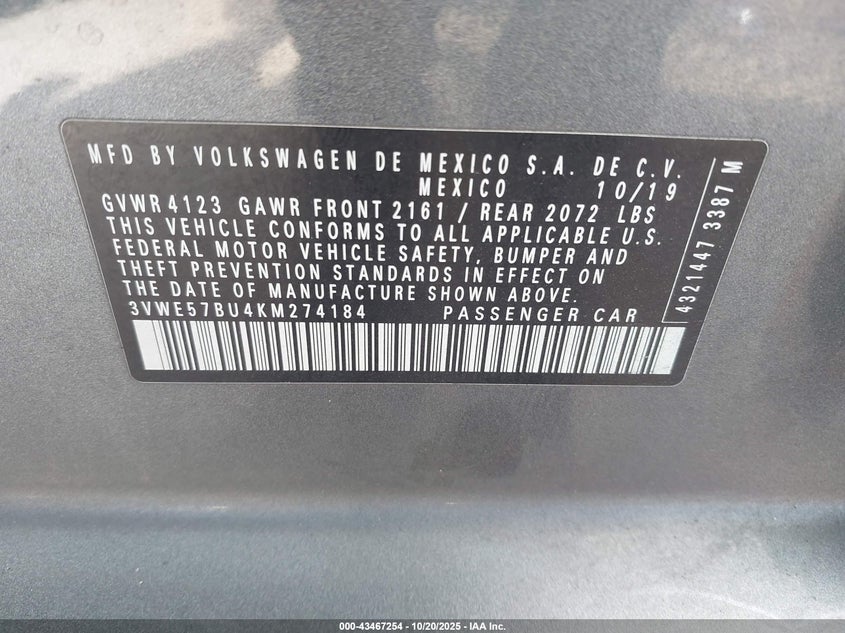 MFD BY VOLKSWAGEN DE MEXICO S.A. DE C.V.
MEXICO 10/19
GVWR 4123 GAWR FRONT 2161 / REAR 2072 LBS
THIS VEHICLE CONFORMS TO ALL APPLICABLE U.S.
FEDERAL MOTOR VEHICLE SAFETY, BUMPER AND
THEFT PREVENTION STANDARDS IN EFFECT ON
THE DATE OF MANUFACTURE SHOWN ABOVE.
3VWE57BU4KM274184 PASSENGER CAR
4321447 3387 M
000-43467254 | 10/20/2025 | IAA Inc.